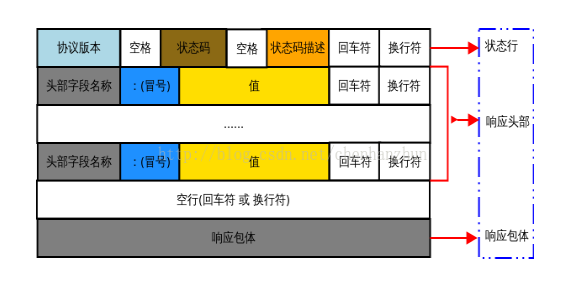 协议版本 空格 状态码 空格 状态码描述 回车符 换行符 状态行
头部字段名称 : (冒号) 值 回车符 换行符
...... 响应头部
头部字段名称 : (冒号) 值 回车符 换行符
http://blog.csdn.net/chenhanzhun
空行(回车符 或 换行符)
响应包体 响应包体